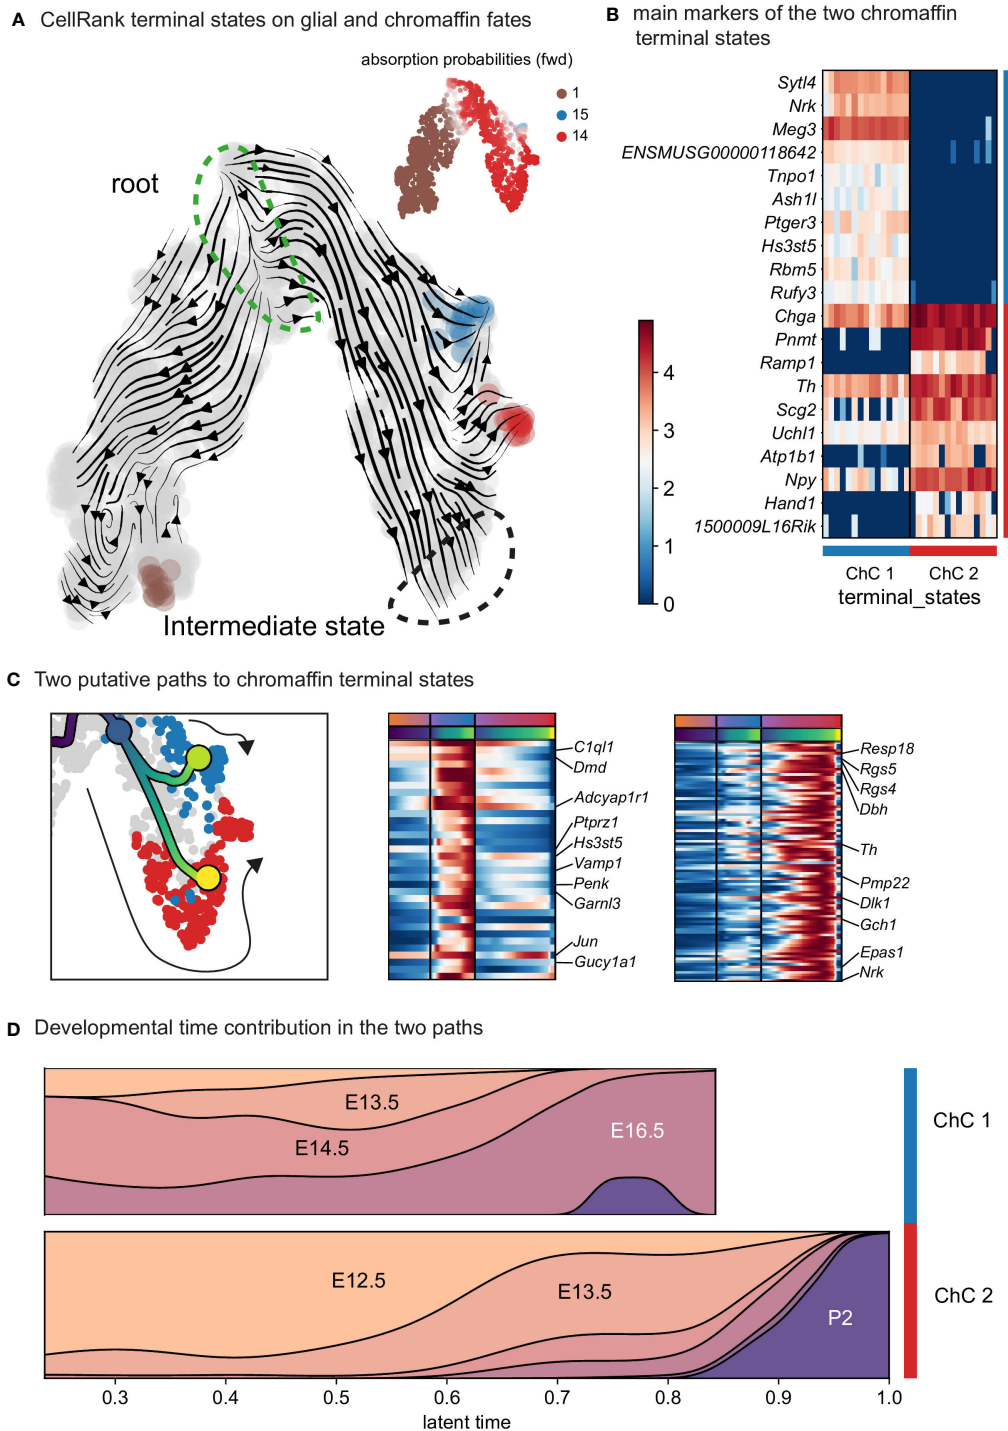 A CellRank terminal states on glial and chromaffin fates
absorption probabilities (fwd)
1
15
14
root
Intermediate state
B main markers of the two chromaffin
terminal states
Sytl4
Nrk
Meg3
ENSMUSG00000118642
Tnpo1
Ash1l
Ptger3
Hs3st5
Rbm5
Rufy3
Chga
Pnmt
Ramp1
Th
Scg2
Uchl1
Atp1b1
Npy
Hand1
1500009L16Rik
4
3
2
1
0
ChC 1 ChC 2
terminal_states
C Two putative paths to chromaffin terminal states
C1ql1
Dmd
Adcyap1r1
Ptprz1
Hs3st5
Vamp1
Penk
Garnl3
Jun
Gucy1a1
Resp18
Rgs5
Rgs4
Dbh
Th
Pmp22
Dlk1
Gch1
Epas1
Nrk
D Developmental time contribution in the two paths
E13.5
E14.5
E16.5
ChC 1
E12.5
E13.5
P2
ChC 2
0.3 0.4 0.5 0.6 0.7 0.8 0.9 1.0
latent time